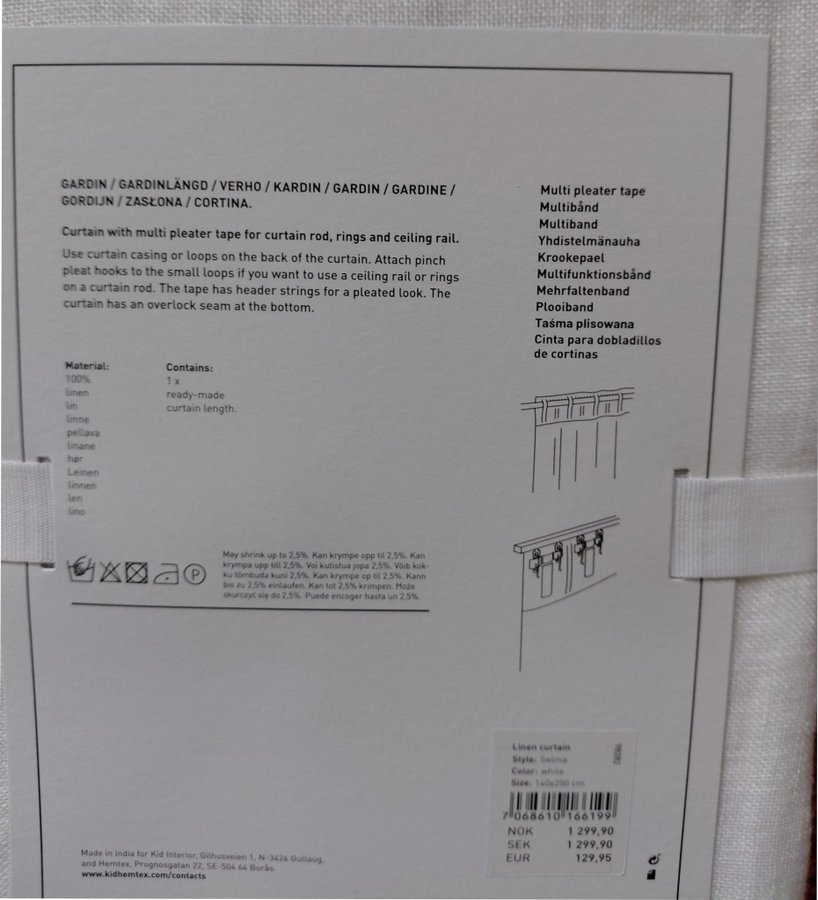 GARDIN / GARDINLÄNGD / VERHO / KARDIN / GARDIN / GARDINE /
GORDIJN / ZASŁONA / CORTINA.
Curtain with multi pleater tape for curtain rod, rings and ceiling rail.
Use curtain casing or loops on the back of the curtain. Attach pinch
pleat hooks to the small loops if you want to use a ceiling rail or rings
on a curtain rod. The tape has header strings for a pleated look. The
curtain has an overlock seam at the bottom.
Multi pleater tape
Multibånd
Multiband
Yhdistelmänauha
Krookepael
Multifunktionsbånd
Mehrfaltenband
Plooiband
Taśma plisowana
Cinta para dobladillos
de cortinas
Material:
100%
linen
lin
linne
pellava
linane
hør
Leinen
linnen
len
lino
Contains:
1 x
ready-made
curtain length.
P
May shrink up to 2,5%. Kan krympe opp til 2,5%. Kan
krympa upp till 2,5%. Voi kutistua jopa 2,5%. Võib kok-
ku tõmbuda kuni 2,5%. Kan krympe op til 2,5%. Kann
bis zu 2,5% einlaufen. Kan tot 2,5% krimpen. Może
skurczyć się do 2,5%. Puede encoger hasta un 2,5%.
Linen curtain
Style: Selma
Color: white
Size: 140x250 cm
7 068610 166199
NOK 1 299,90
SEK 1 299,90
EUR 129,95
Made in India for Kid Interior, Gilhusveien 1, N-3426 Gullaug,
and Hemtex, Prognosgatan 22, SE-504 64 Borås.
www.kidhemtex.com/contacts